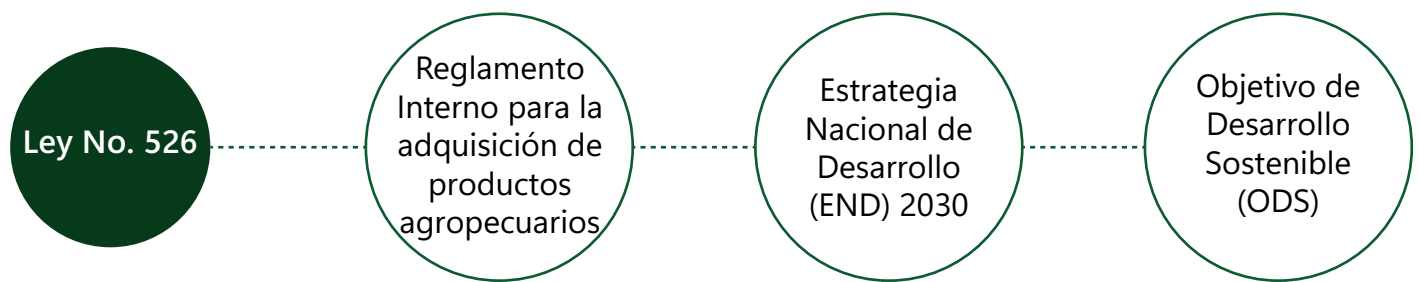 Ley No. 526
Reglamento
Interno para la
adquisición de
productos
agropecuarios
Estrategia
Nacional de
Desarrollo
(END) 2030
Objetivo de
Desarrollo
Sostenible
(ODS)